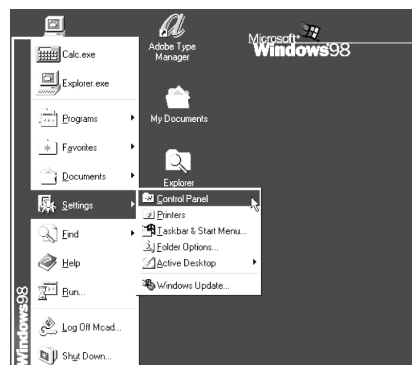 Calc.exe
Explorer.exe
Programs
Favorites
Documents
Settings
Find
Help
Run...
Log Off Mcad...
Shut Down...
Windows98
Adobe Type
Manager
My Documents
Explorer
Control Panel
Printers
Taskbar & Start Menu...
Folder Options...
Active Desktop
Windows Update...
Microsoft
Windows98